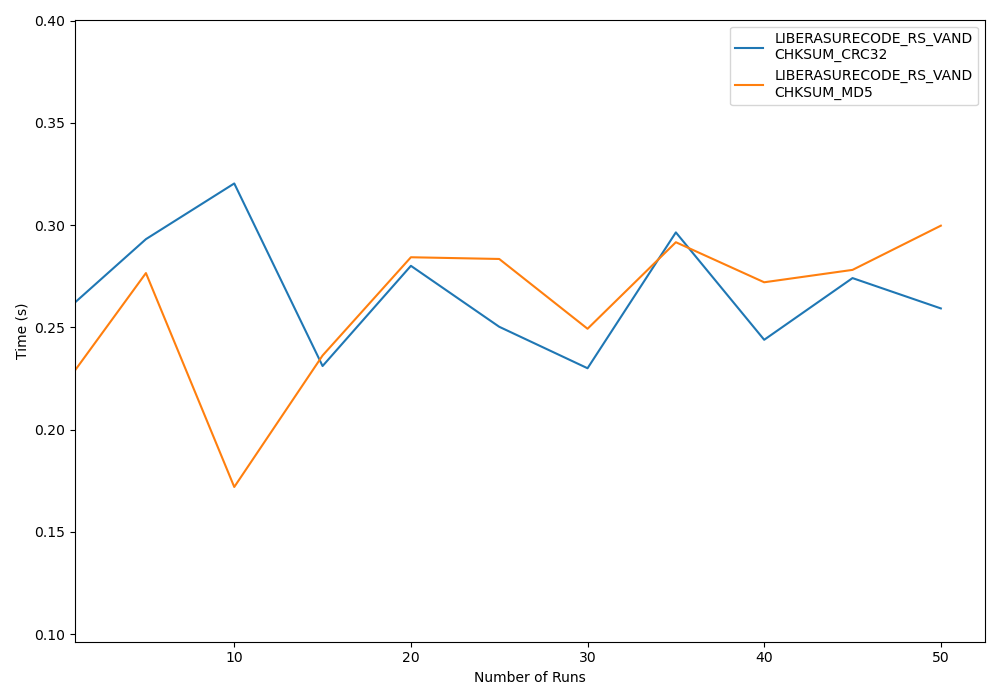 LIBERASURECODE_RS_VAND
CHKSUM_CRC32
LIBERASURECODE_RS_VAND
CHKSUM_MD5
0.40
0.35
0.30
0.25
0.20
0.15
0.10
Time (s)
10 20 30 40 50
Number of Runs